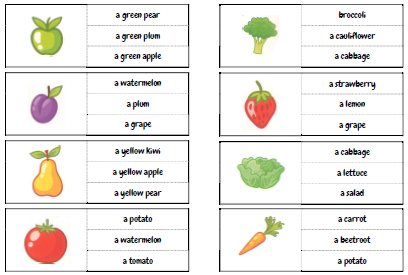 a green pear
a green plum
a green apple
a watermelon
a plum
a grape
a yellow kiwi
a yellow apple
a yellow pear
a potato
a watermelon
a tomato
broccoli
a cauliflower
a cabbage
a strawberry
a lemon
a grape
a cabbage
a lettuce
a salad
a carrot
a beetroot
a potato